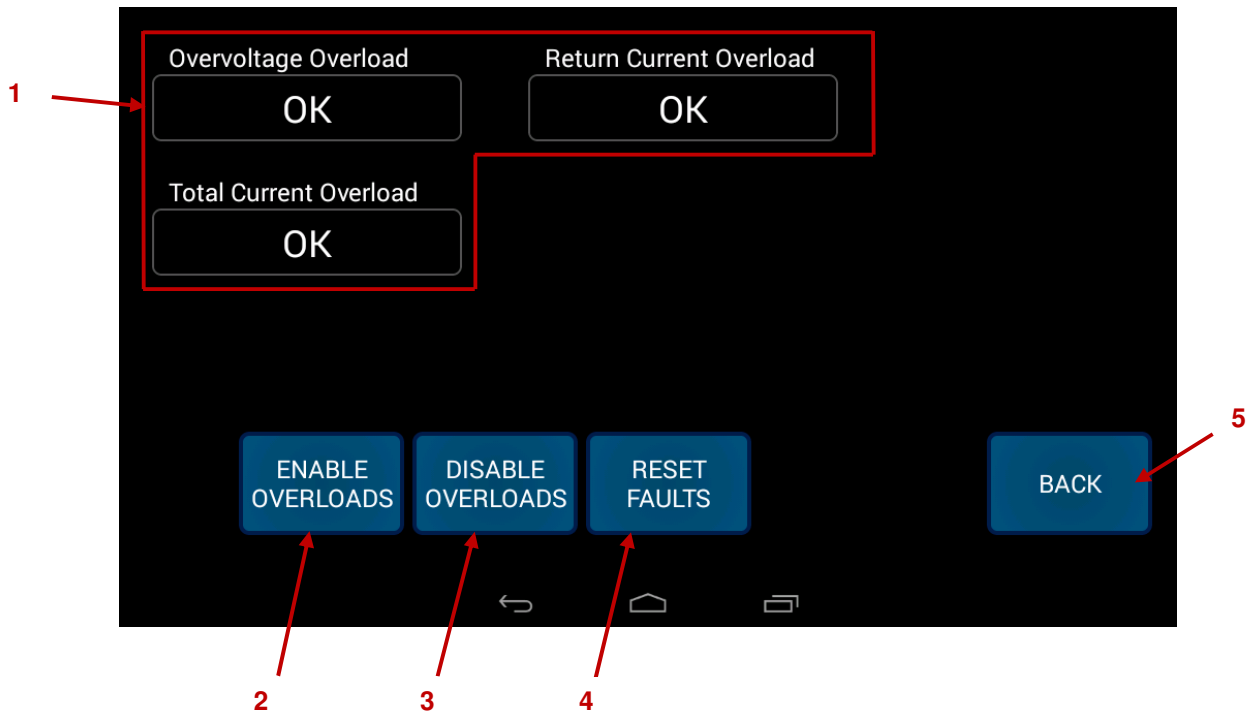 Overvoltage Overload
Return Current Overload
1
OK
OK
Total Current Overload
OK
5
ENABLE
OVERLOADS
DISABLE
OVERLOADS
RESET
FAULTS
BACK
2
3
4